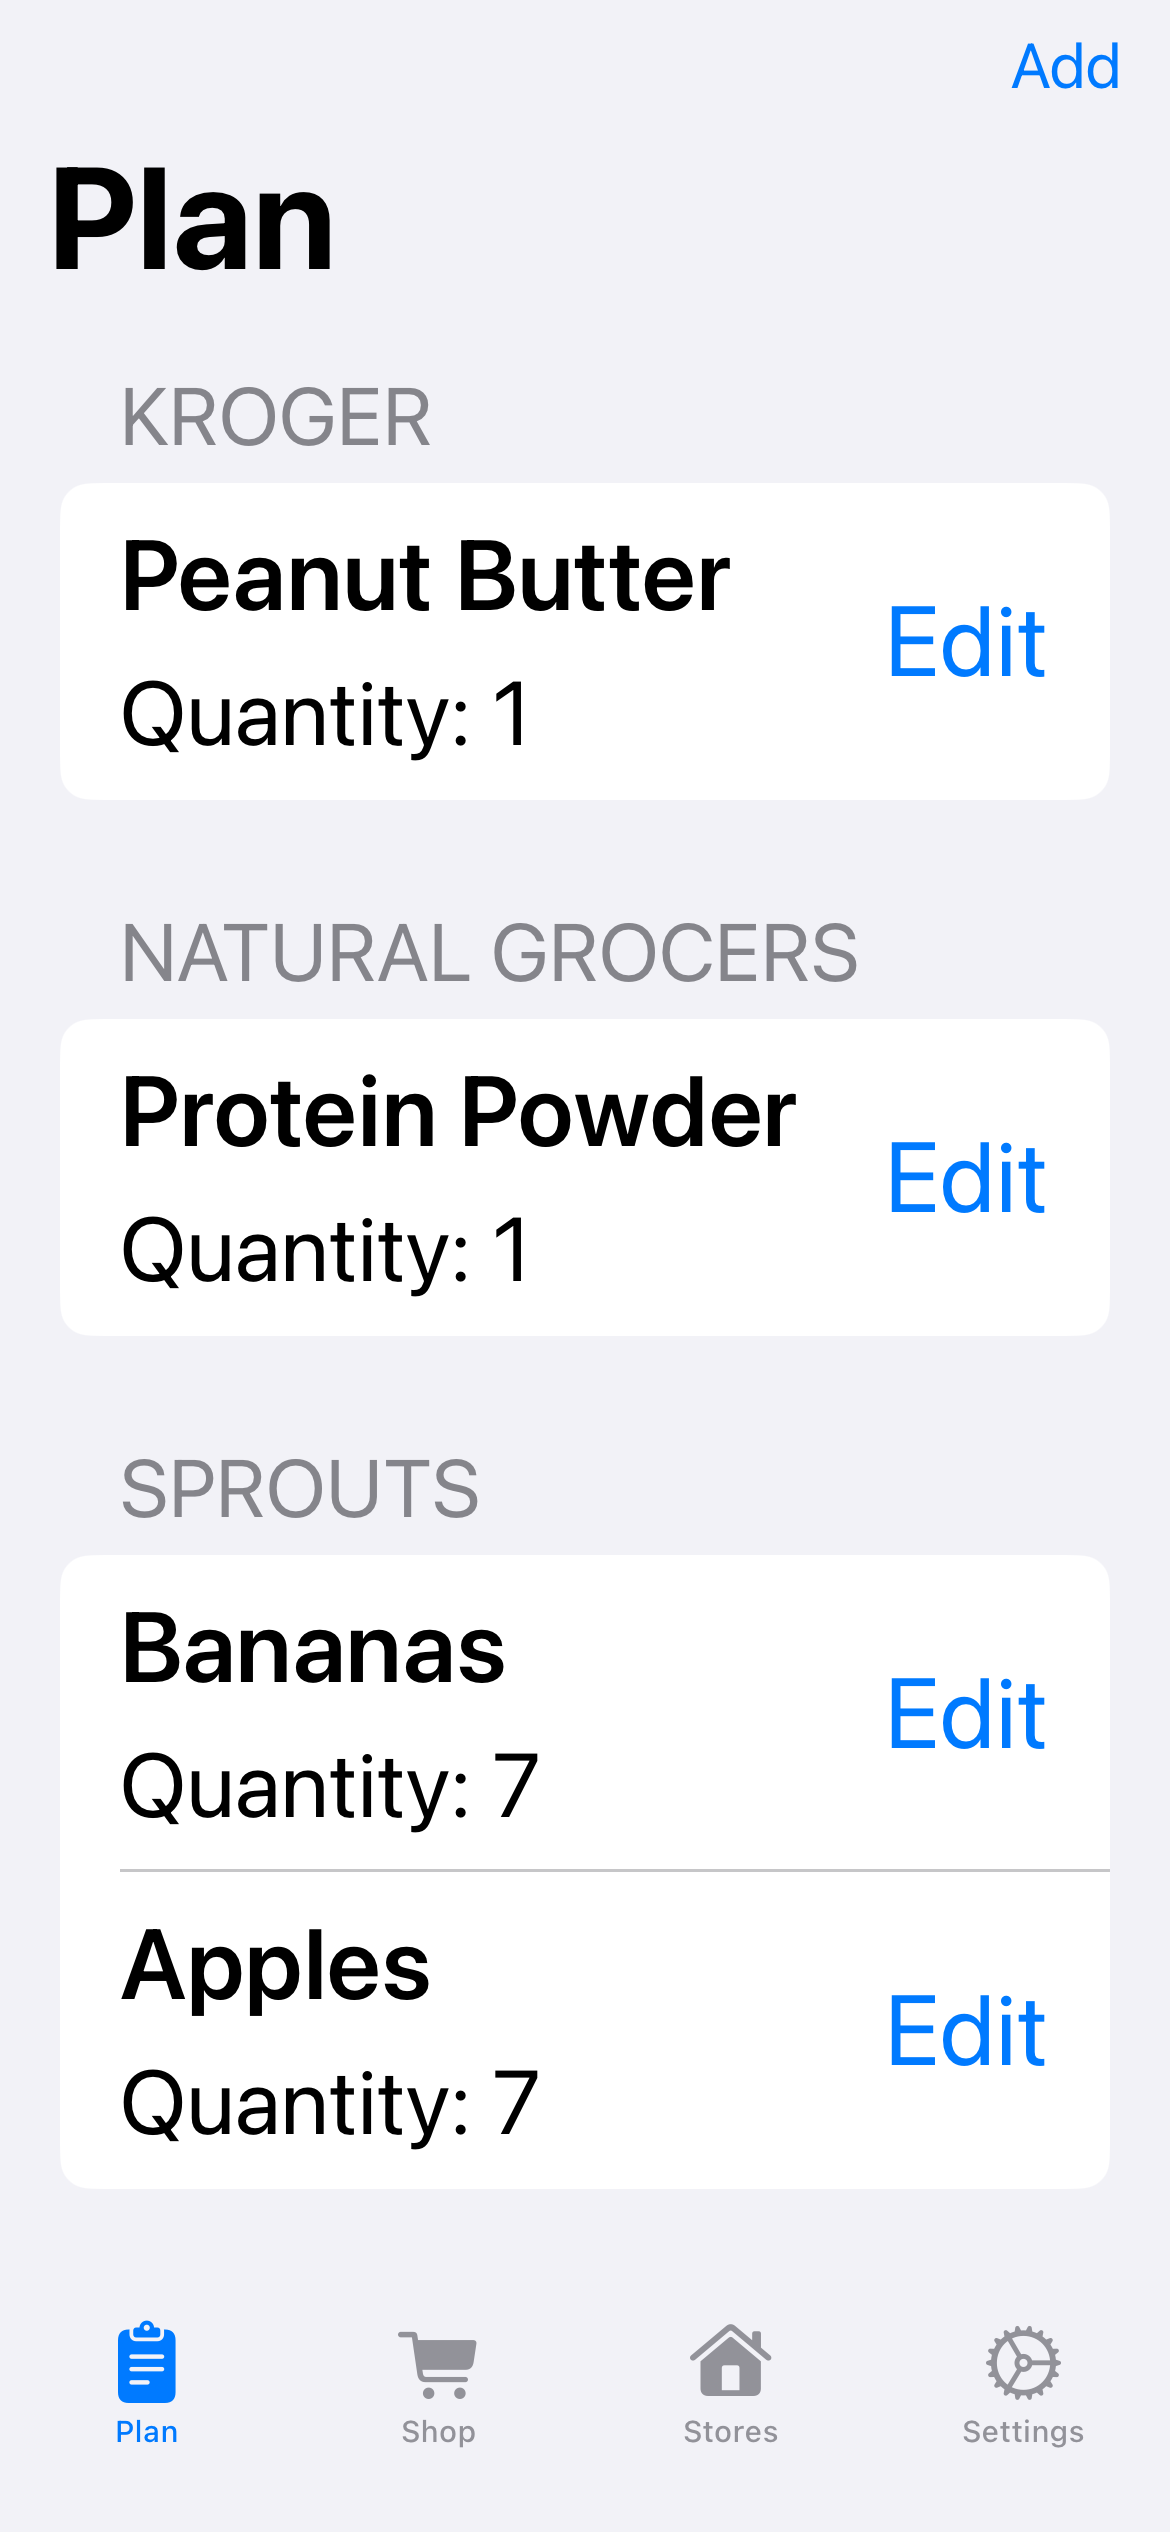 Add
Plan
KROGER
Peanut Butter
Edit
Quantity: 1
NATURAL GROCERS
Protein Powder
Edit
Quantity: 1
SPROUTS
Bananas
Edit
Quantity: 7
Apples
Edit
Quantity: 7
Plan
Shop
Stores
Settings